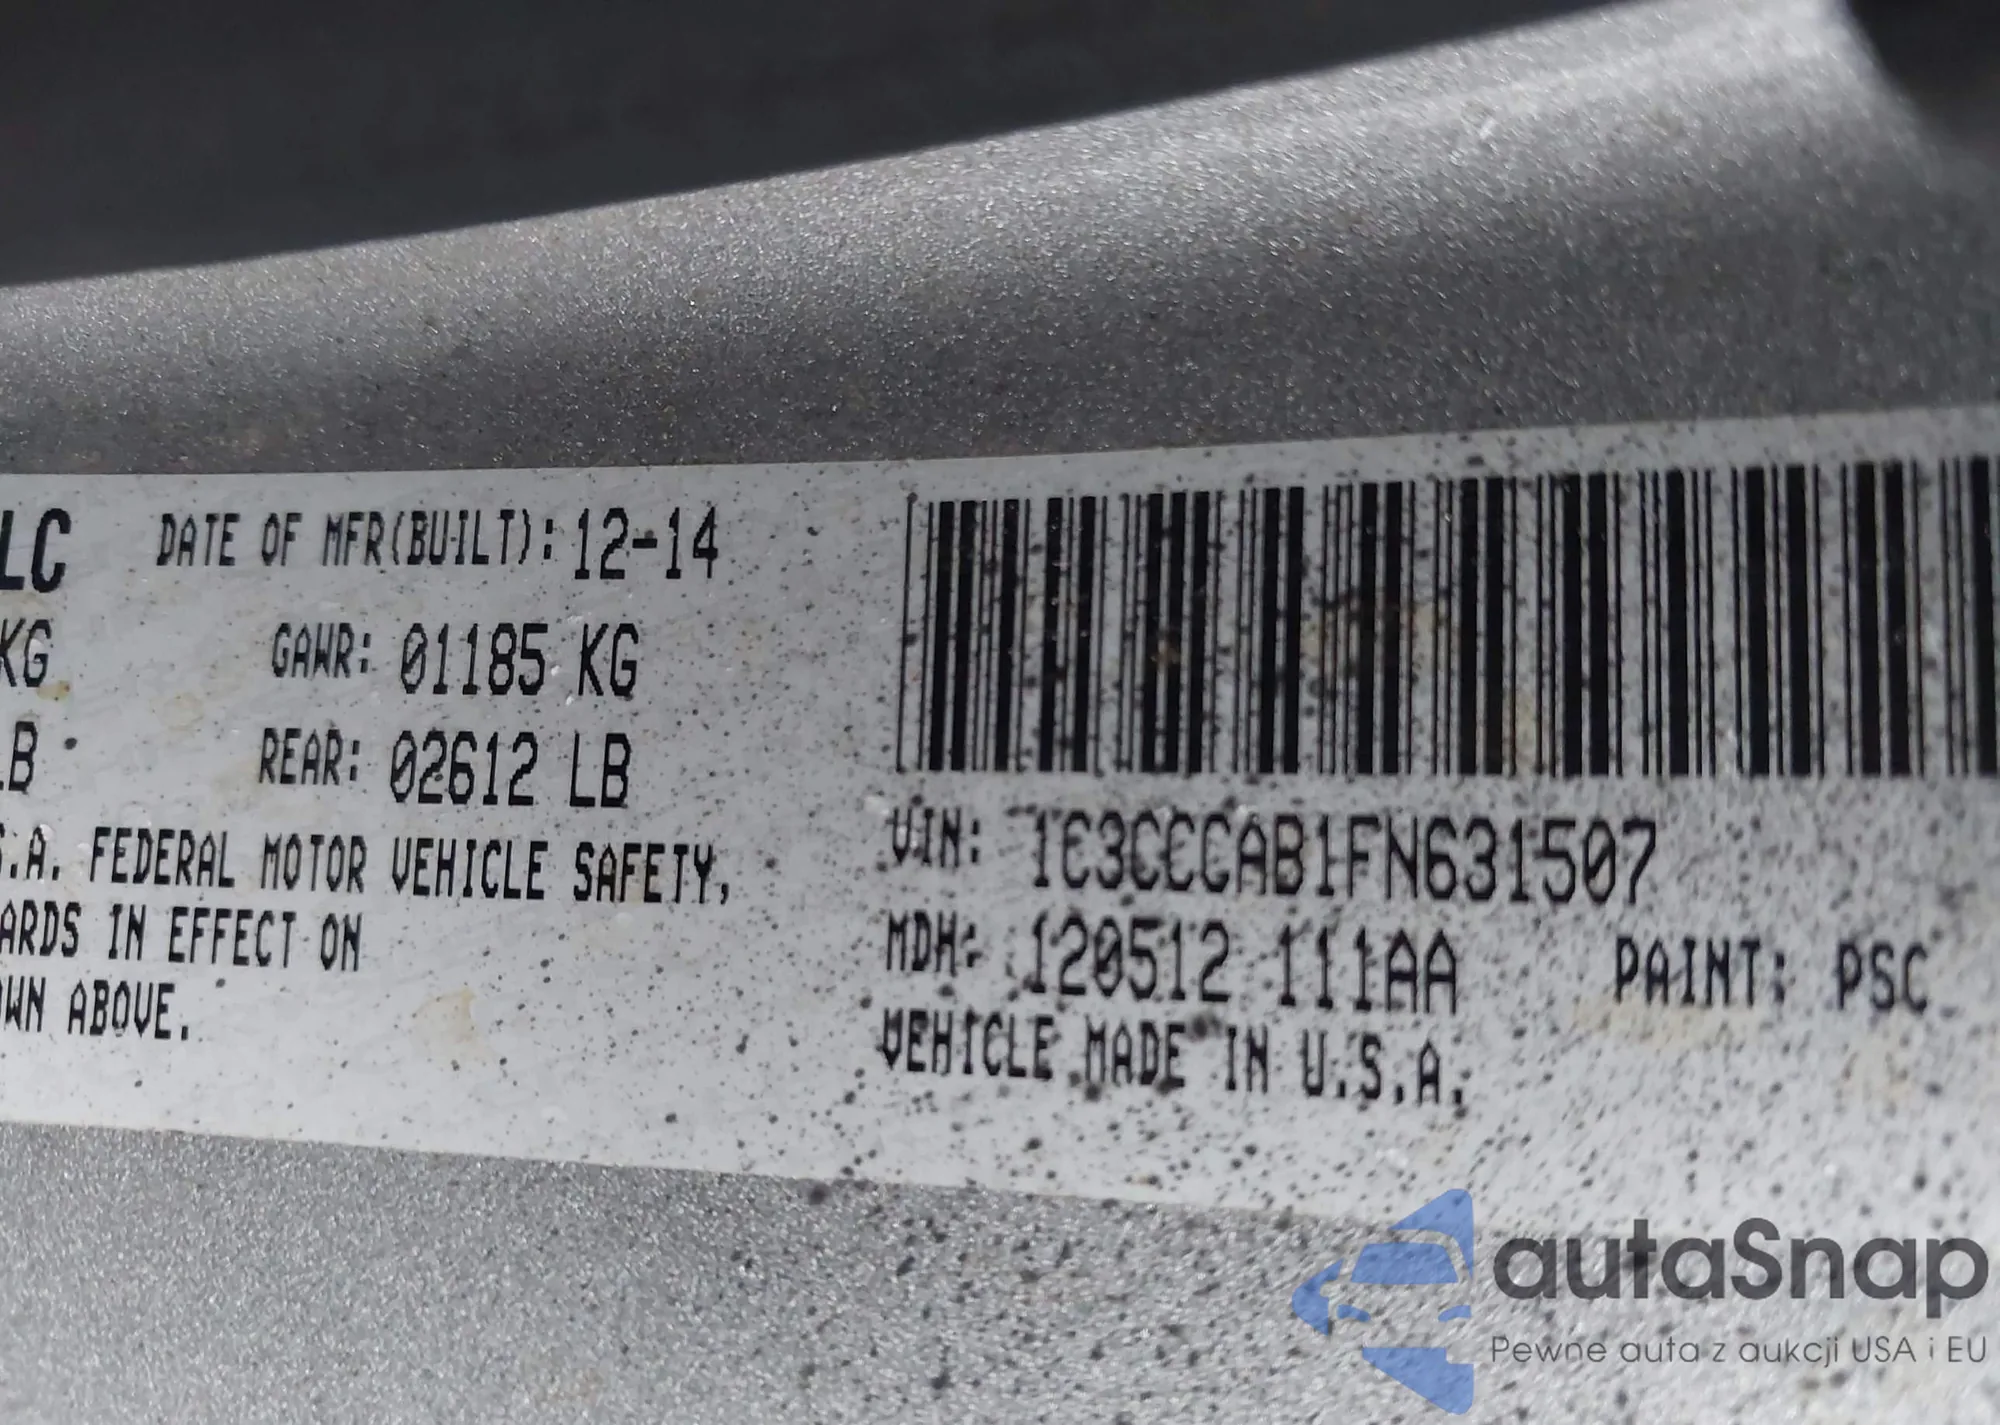 LC DATE OF MFR(BUILT): 12-14
KG GAWR: 01185 KG
LB REAR: 02612 LB
S.A. FEDERAL MOTOR VEHICLE SAFETY,
ARDS IN EFFECT ON
OWN ABOVE.
VIN: 1C3CCCAB1FN631507
MDH: 120512 111AA PAINT: PSC
VEHICLE MADE IN U.S.A.
autaSnap
Pewne auta z aukcji USA i EU